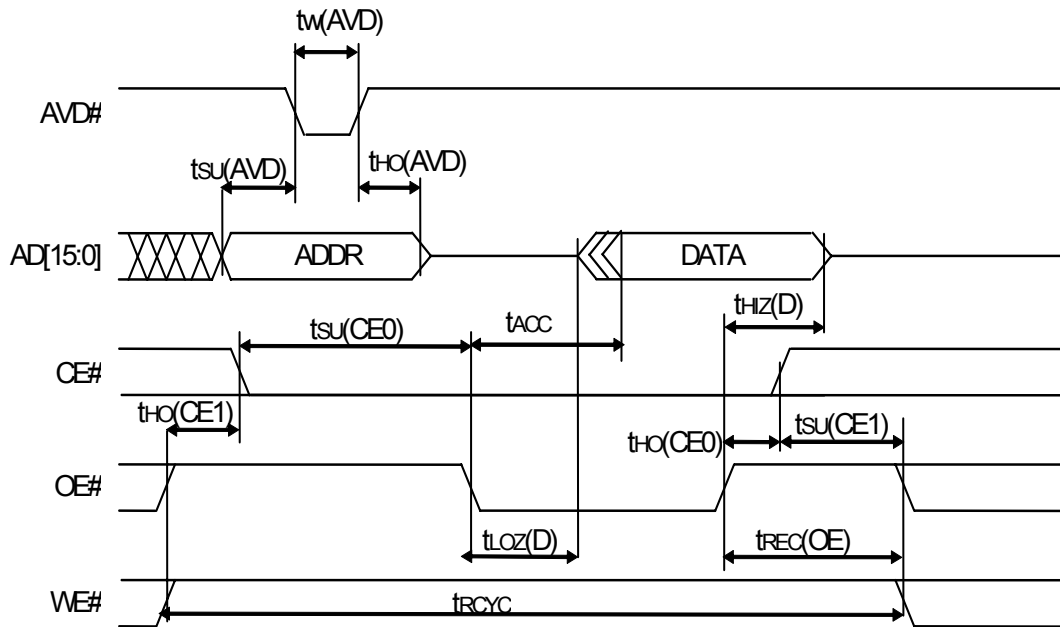 tW(AVD)
AVD#
tSU(AVD)
tHO(AVD)
AD[15:0]
ADDR
DATA
tHIZ(D)
tSU(CE0)
tACC
CE#
tHO(CE1)
tHO(CE0)
tSU(CE1)
OE#
tLOZ(D)
tREC(OE)
WE#
tRCYC